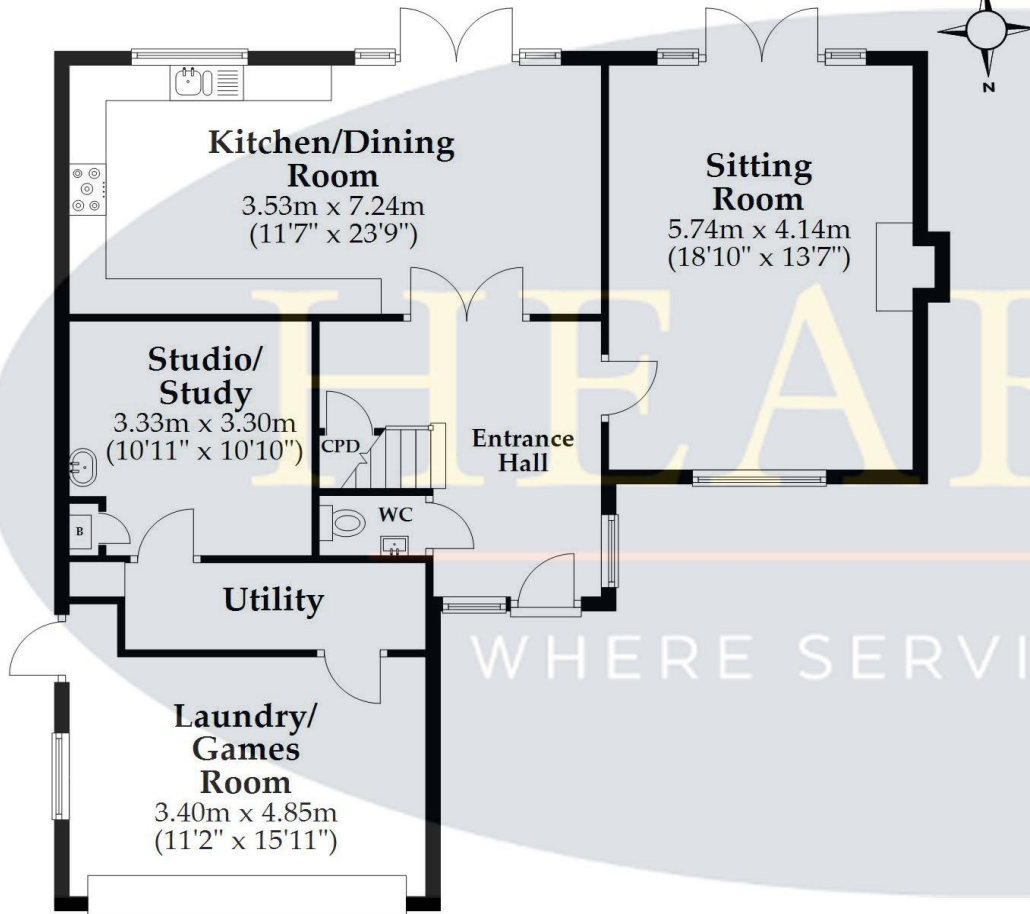 N
Kitchen/Dining
Room
3.53m x 7.24m
(11'7" x 23'9")
Sitting
Room
5.74m x 4.14m
(18'10" x 13'7")
Studio/
Study
3.33m x 3.30m
(10'11" x 10'10")
CPD
Entrance
Hall
WC
B
Utility
Laundry/
Games
Room
3.40m x 4.85m
(11'2" x 15'11")
HEAR
WHERE SERVI